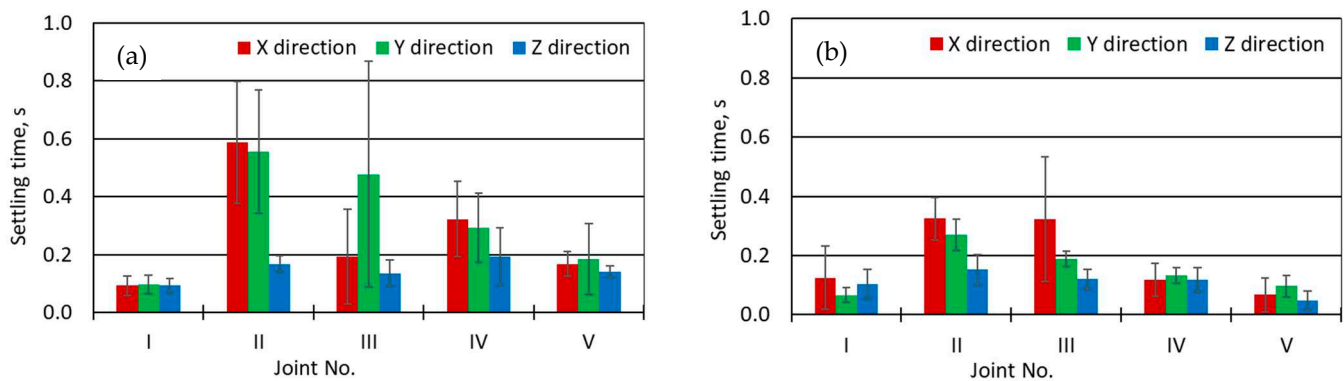 (a)
X direction Y direction Z direction
Settling time, s
1.0
0.8
0.6
0.4
0.2
0.0
I II III IV V
Joint No.
(b)
X direction Y direction Z direction
Settling time, s
1.0
0.8
0.6
0.4
0.2
0.0
I II III IV V
Joint No.